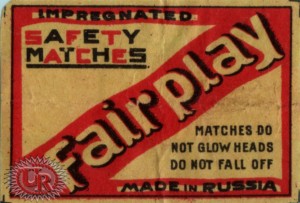 IMPREGNATED
SAFETY
MATCHES
Fairplay
MATCHES DO
NOT GLOW HEADS
DO NOT FALL OFF
MADE IN RUSSIA
UR